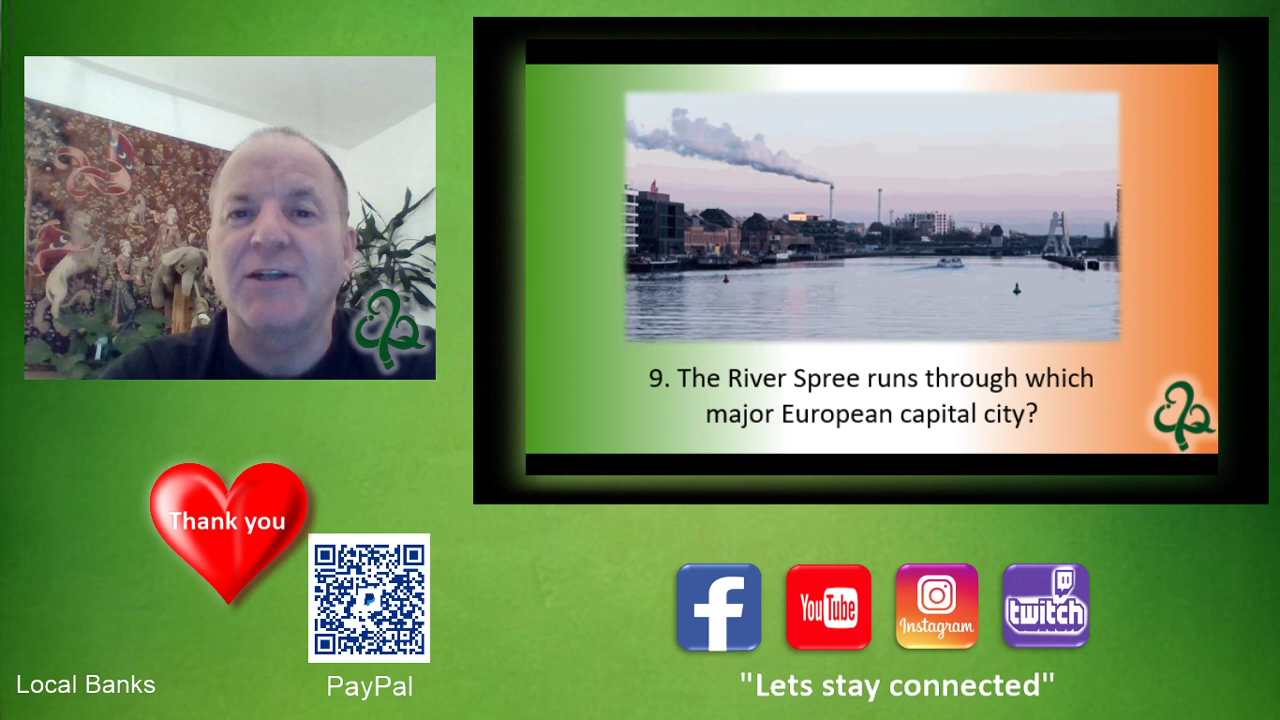 9. The River Spree runs through which
major European capital city?
Thank you
Local Banks
PayPal
YouTube
Instagram
twitch
"Lets stay connected"